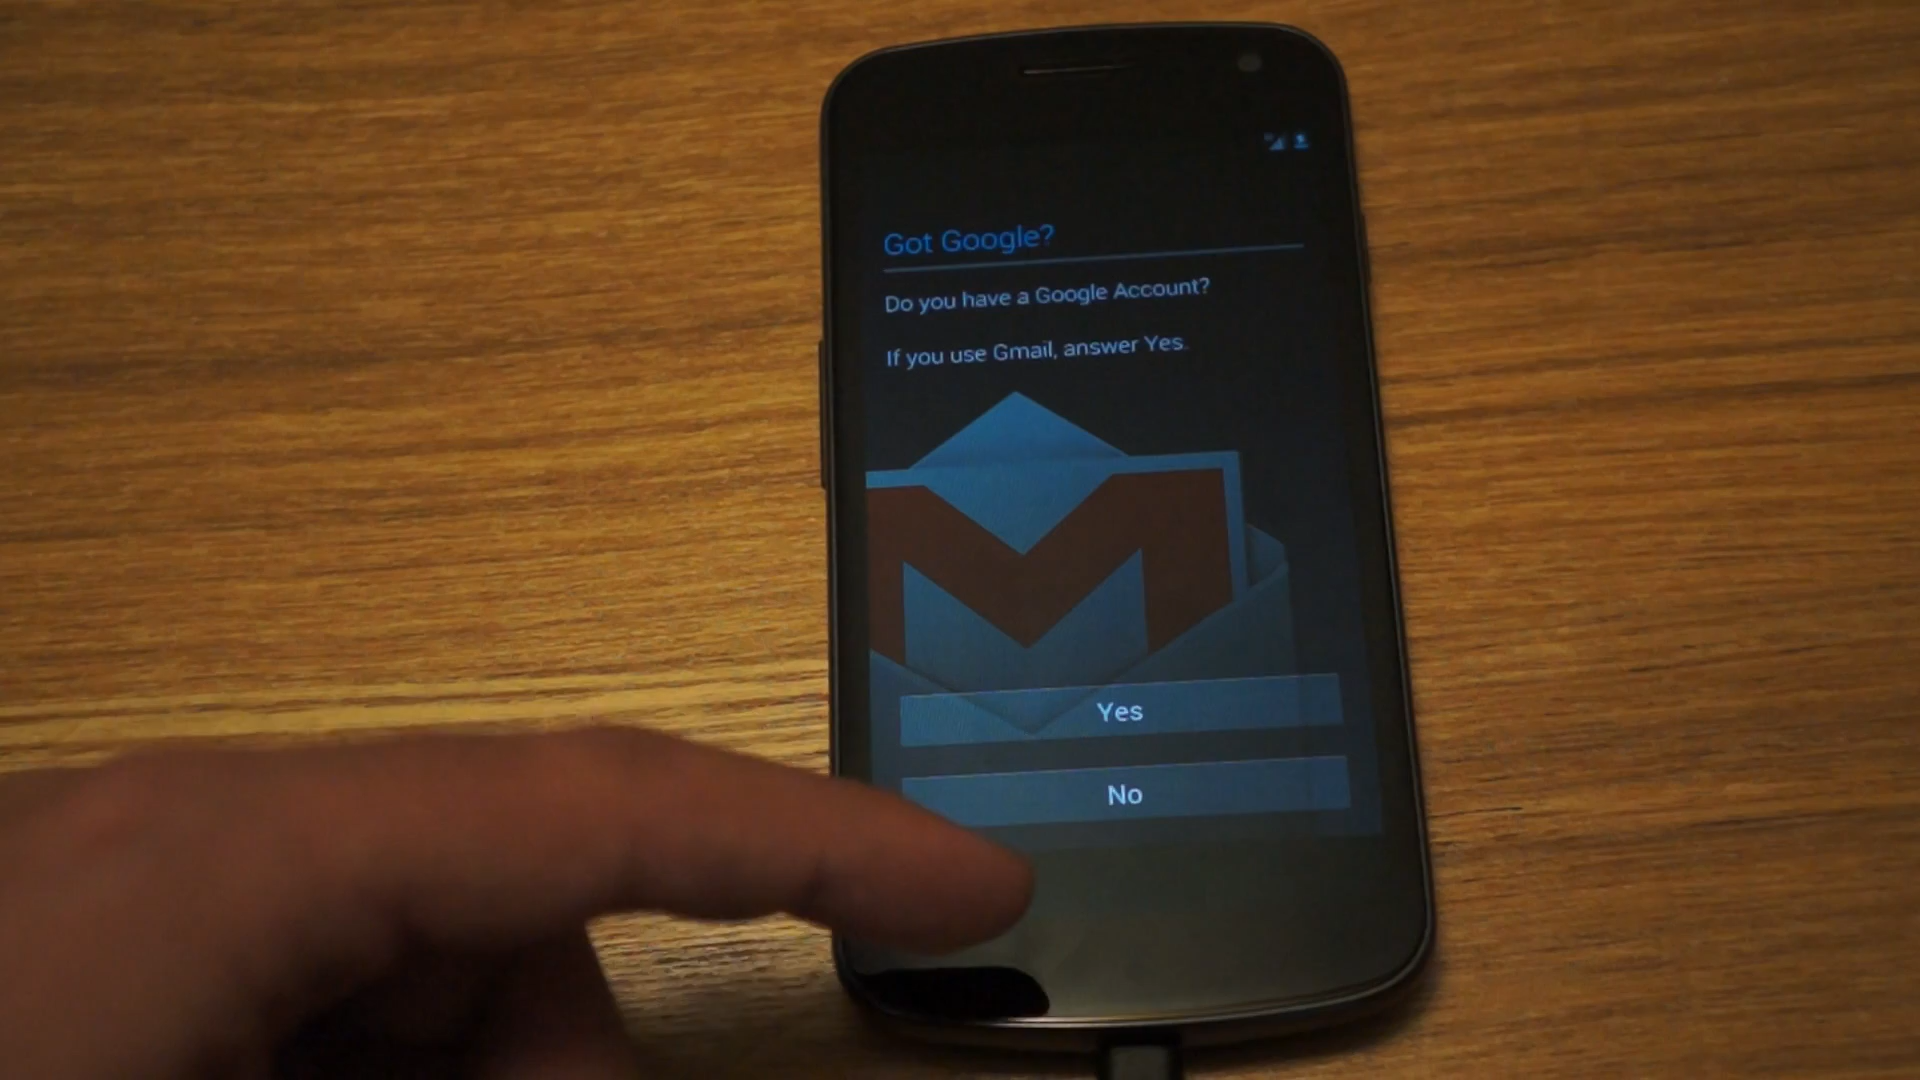 Got Google?
Do you have a Google Account?
If you use Gmail, answer Yes.
Yes
No